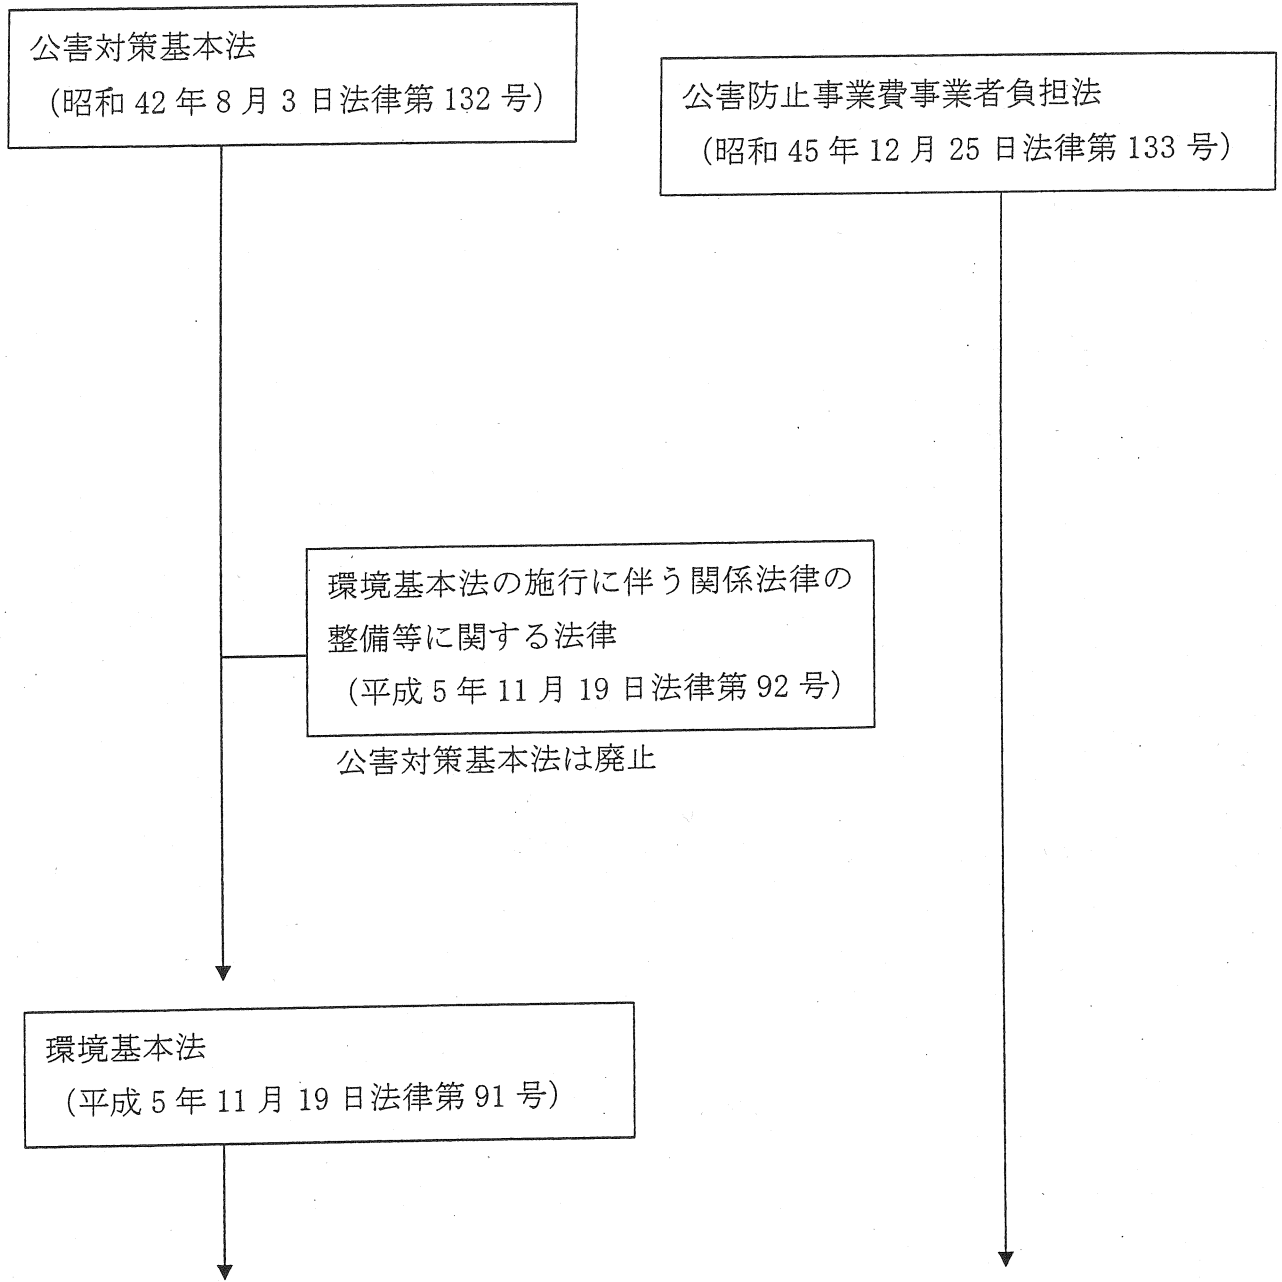 公害対策基本法
（昭和 42 年 8 月 3 日法律第 132 号）
公害防止事業費事業者負担法
（昭和 45 年 12 月 25 日法律第 133 号）
環境基本法の施行に伴う関係法律の
整備等に関する法律
（平成 5 年 11 月 19 日法律第 92 号）
公害対策基本法は廃止
環境基本法
（平成 5 年 11 月 19 日法律第 91 号）